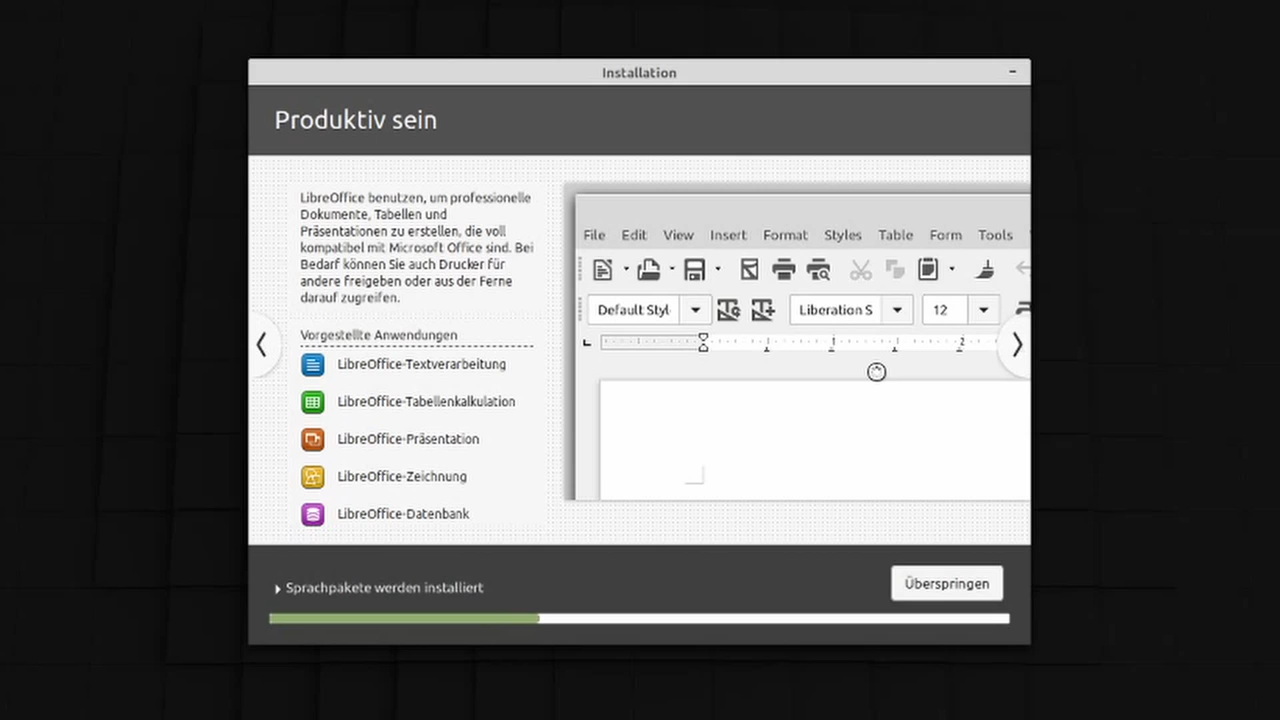 Installation
Produktiv sein
LibreOffice benutzen, um professionelle
Dokumente, Tabellen und
Präsentationen zu erstellen, die voll
kompatibel mit Microsoft Office sind. Bei
Bedarf können Sie auch Drucker für
andere freigeben oder aus der Ferne
darauf zugreifen.
Vorgestellte Anwendungen
LibreOffice-Textverarbeitung
LibreOffice-Tabellenkalkulation
LibreOffice-Präsentation
LibreOffice-Zeichnung
LibreOffice-Datenbank
File Edit View Insert Format Styles Table Form Tools
Default Styl Liberation S 12
1 1 2
Sprachpakete werden installiert
Überspringen